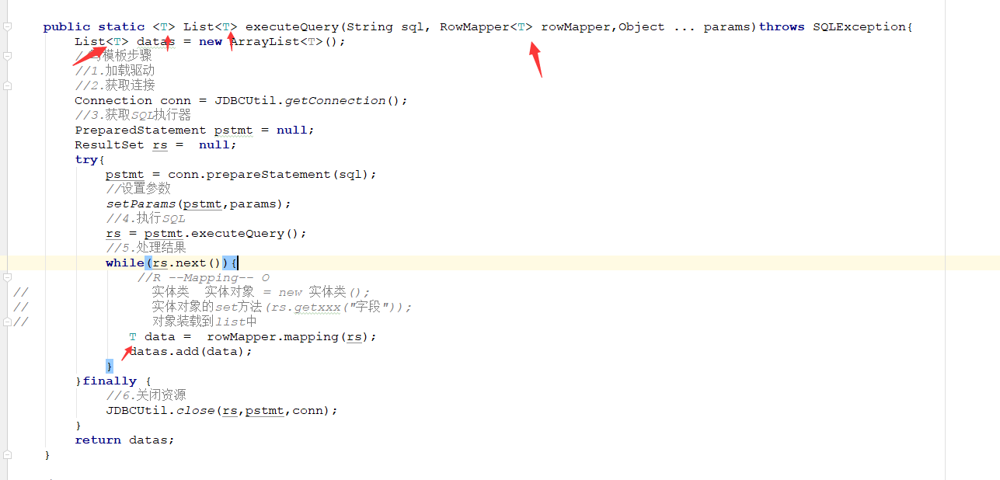 public static <T> List<T> executeQuery(String sql, RowMapper<T> rowMapper,Object ... params)throws SQLException{
List<T> datas = new ArrayList<T>();
模板步骤
//1.加载驱动
//2.获取连接
Connection conn = JDBCUtil.getConnection();
//3.获取SQL执行器
PreparedStatement pstmt = null;
ResultSet rs =  null;
try{
pstmt = conn.prepareStatement(sql);
//设置参数
setParams(pstmt,params);
//4.执行SQL
rs = pstmt.executeQuery();
//5.处理结果
while(rs.next()){
//R --Mapping-- O
// 实体类  实体对象 = new 实体类();
// 实体对象的set方法(rs.getxxx("字段"));
// 对象装载到list中
T data =  rowMapper.mapping(rs);
datas.add(data);
}
}finally {
//6.关闭资源
JDBCUtil.close(rs,pstmt,conn);
}
return datas;
}